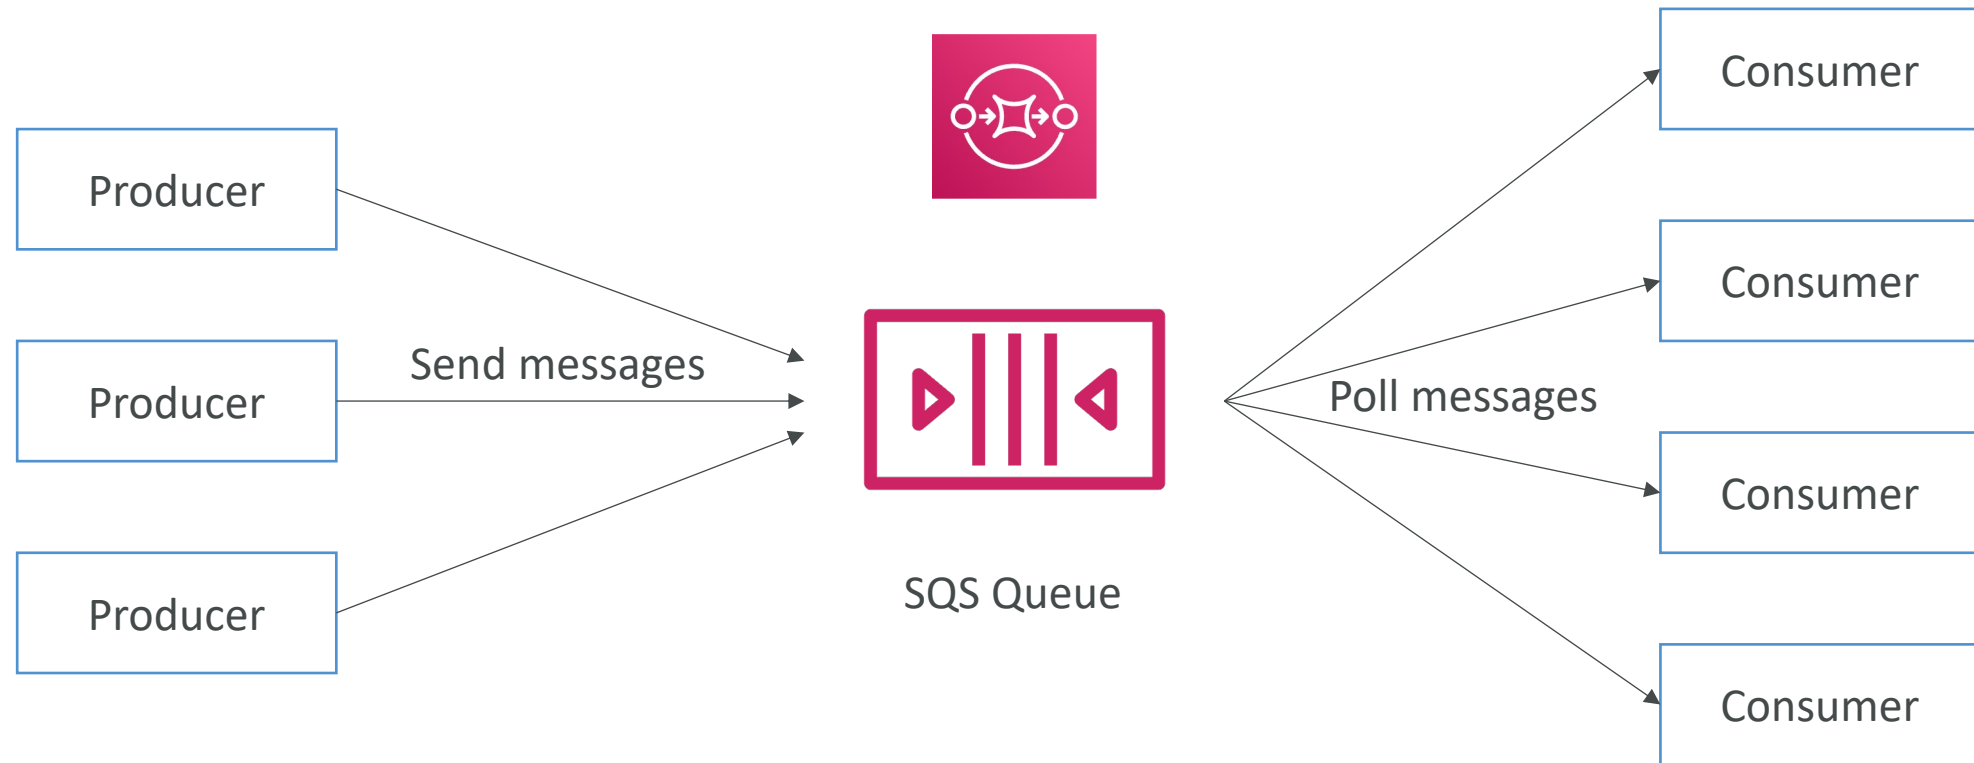 Producer
Producer
Producer
Send messages
SQS Queue
Poll messages
Consumer
Consumer
Consumer
Consumer